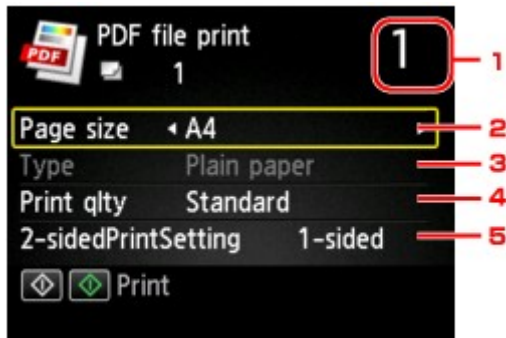 PDF file print
PDF
1
1
1
Page size A4
2
Type Plain paper
3
Print qlty Standard
4
2-sidedPrintSetting 1-sided
5
Print